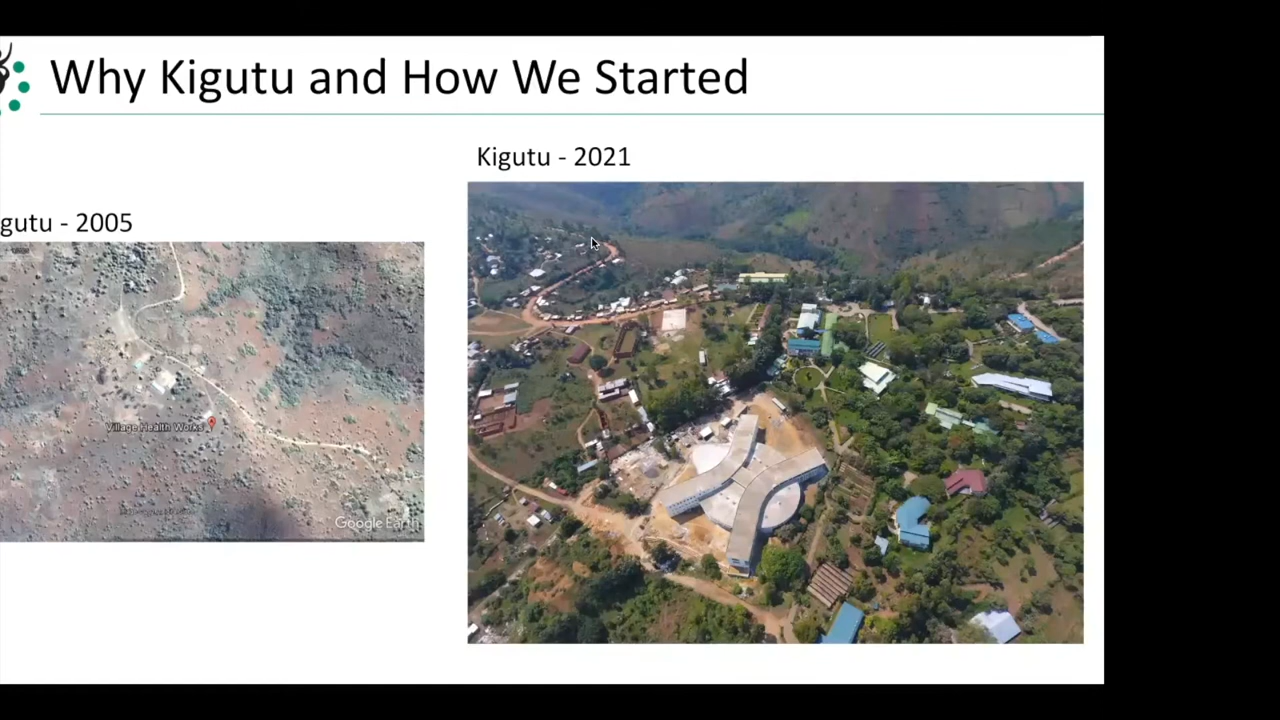 Why Kigutu and How We Started
Kigutu - 2021
gutu - 2005
Village Health Works
Google Earth